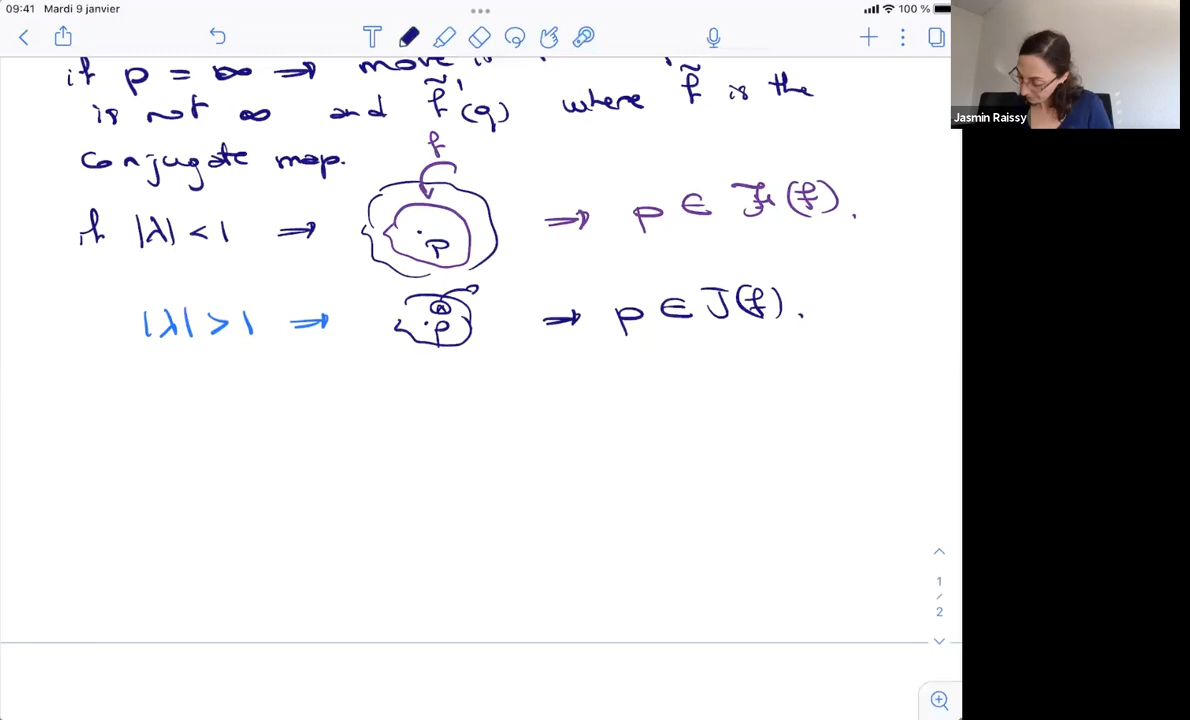 09:41 Mardi 9 janvier
100 %
Jasmin Raissy
if p = ∞ ⇒ move
is not ∞ and f̃'(q) where f̃ is the
conjugate map.
f
if |λ| < 1 ⇒ p ⇒ p ∈ ℱ(f).
|λ| > 1 ⇒ p ⇒ p ∈ J(f).
1
/
2